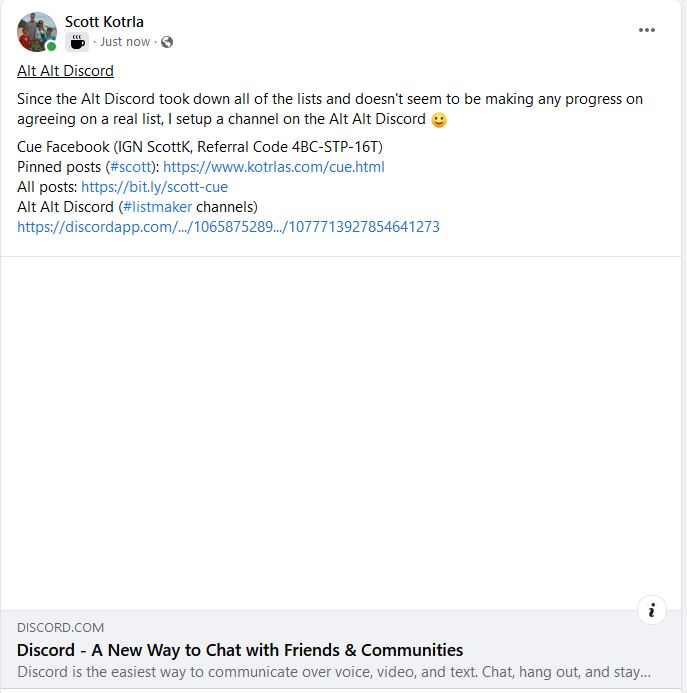 Scott Kotrla
· Just now ·
Alt Alt Discord
Since the Alt Discord took down all of the lists and doesn't seem to be making any progress on
agreeing on a real list, I setup a channel on the Alt Alt Discord 🙂
Cue Facebook (IGN ScottK, Referral Code 4BC-STP-16T)
Pinned posts (#scott): https://www.kotrlas.com/cue.html
All posts: https://bit.ly/scott-cue
Alt Alt Discord (#listmaker channels)
https://discordapp.com/.../1065875289.../1077713927854641273
DISCORD.COM
Discord - A New Way to Chat with Friends & Communities
Discord is the easiest way to communicate over voice, video, and text. Chat, hang out, and stay...